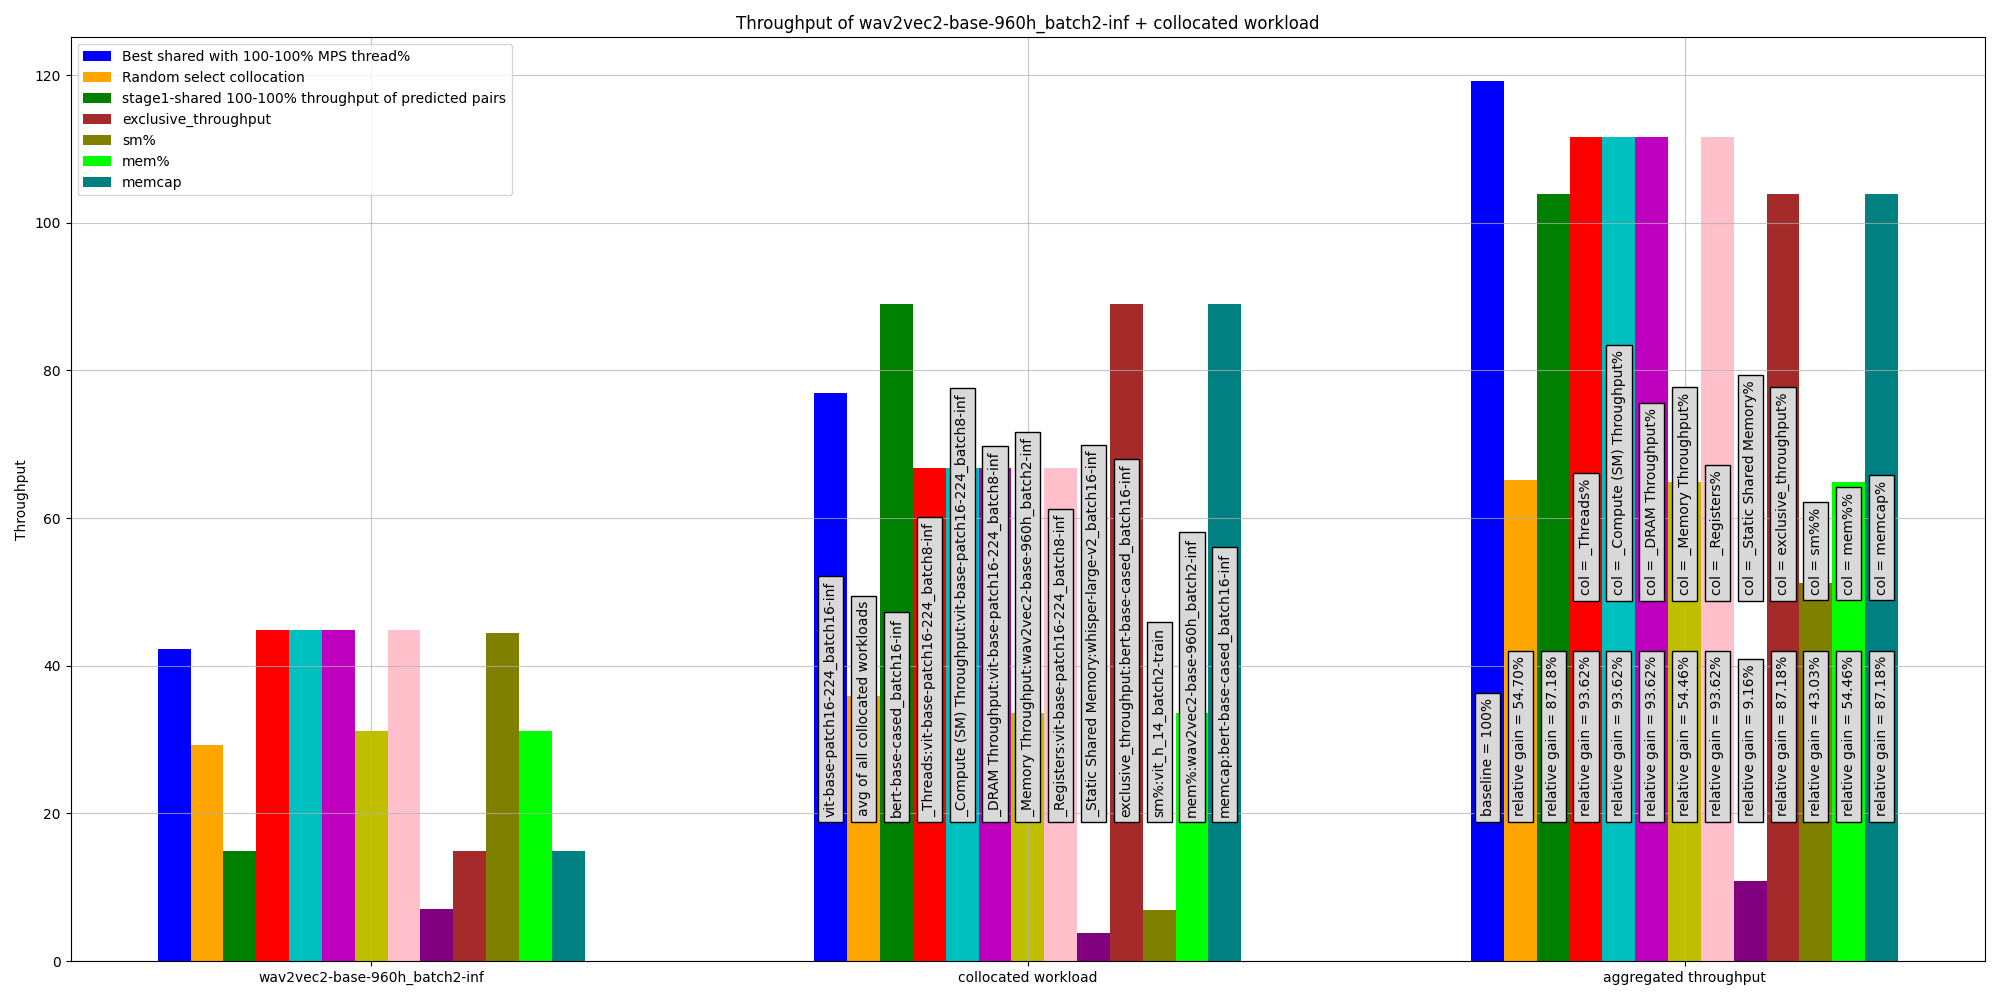 Throughput of wav2vec2-base-960h_batch2-inf + collocated workload
Best shared with 100-100% MPS thread%
Random select collocation
stage1-shared 100-100% throughput of predicted pairs
exclusive_throughput
sm%
mem%
memcap
Throughput
120
100
80
60
40
20
0
vit-base-patch16-224_batch16-inf
avg of all collocated workloads
bert-base-cased_batch16-inf
_Threads:vit-base-patch16-224_batch8-inf
_Compute (SM) Throughput:vit-base-patch16-224_batch8-inf
_DRAM Throughput:vit-base-patch16-224_batch8-inf
_Memory Throughput:wav2vec2-base-960h_batch2-inf
_Registers:vit-base-patch16-224_batch8-inf
_Static Shared Memory:whisper-large-v2_batch16-inf
exclusive_throughput:bert-base-cased_batch16-inf
sm%:vit_h_14_batch2-train
mem%:wav2vec2-base-960h_batch2-inf
memcap:bert-base-cased_batch16-inf
col = _Threads%
col = _Compute (SM) Throughput%
col = _DRAM Throughput%
col = _Memory Throughput%
col = _Registers%
col = _Static Shared Memory%
col = exclusive_throughput%
col = sm%%
col = mem%%
col = memcap%
baseline = 100%
relative gain = 54.70%
relative gain = 87.18%
relative gain = 93.62%
relative gain = 93.62%
relative gain = 93.62%
relative gain = 54.46%
relative gain = 93.62%
relative gain = 9.16%
relative gain = 87.18%
relative gain = 43.03%
relative gain = 54.46%
relative gain = 87.18%
wav2vec2-base-960h_batch2-inf
collocated workload
aggregated throughput